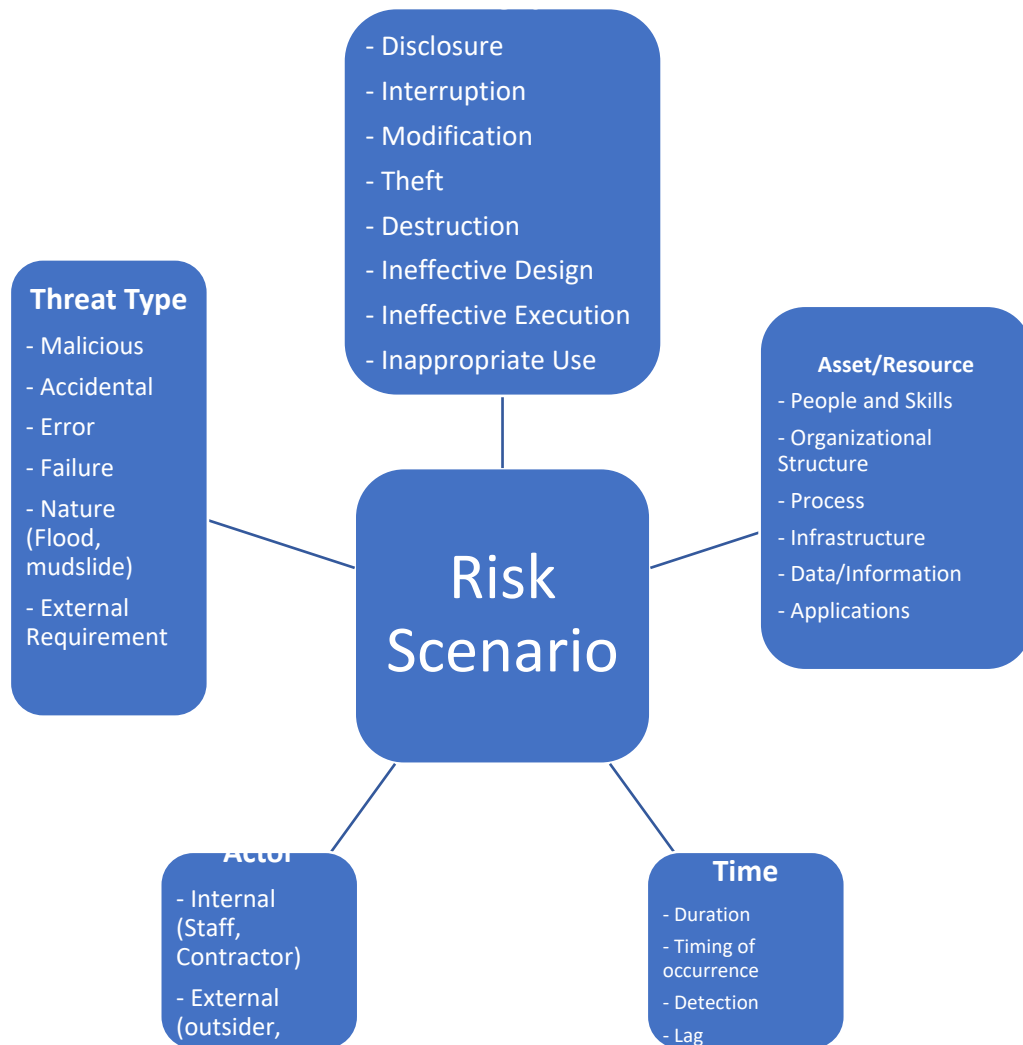 - Disclosure
- Interruption
- Modification
- Theft
- Destruction
- Ineffective Design
- Ineffective Execution
- Inappropriate Use
Threat Type
- Malicious
- Accidental
- Error
- Failure
- Nature
(Flood,
mudslide)
- External
Requirement
Asset/Resource
- People and Skills
- Organizational
Structure
- Process
- Infrastructure
- Data/Information
- Applications
Risk
Scenario
Actor
- Internal
(Staff,
Contractor)
- External
(outsider,
Time
- Duration
- Timing of
occurrence
- Detection
- Lag